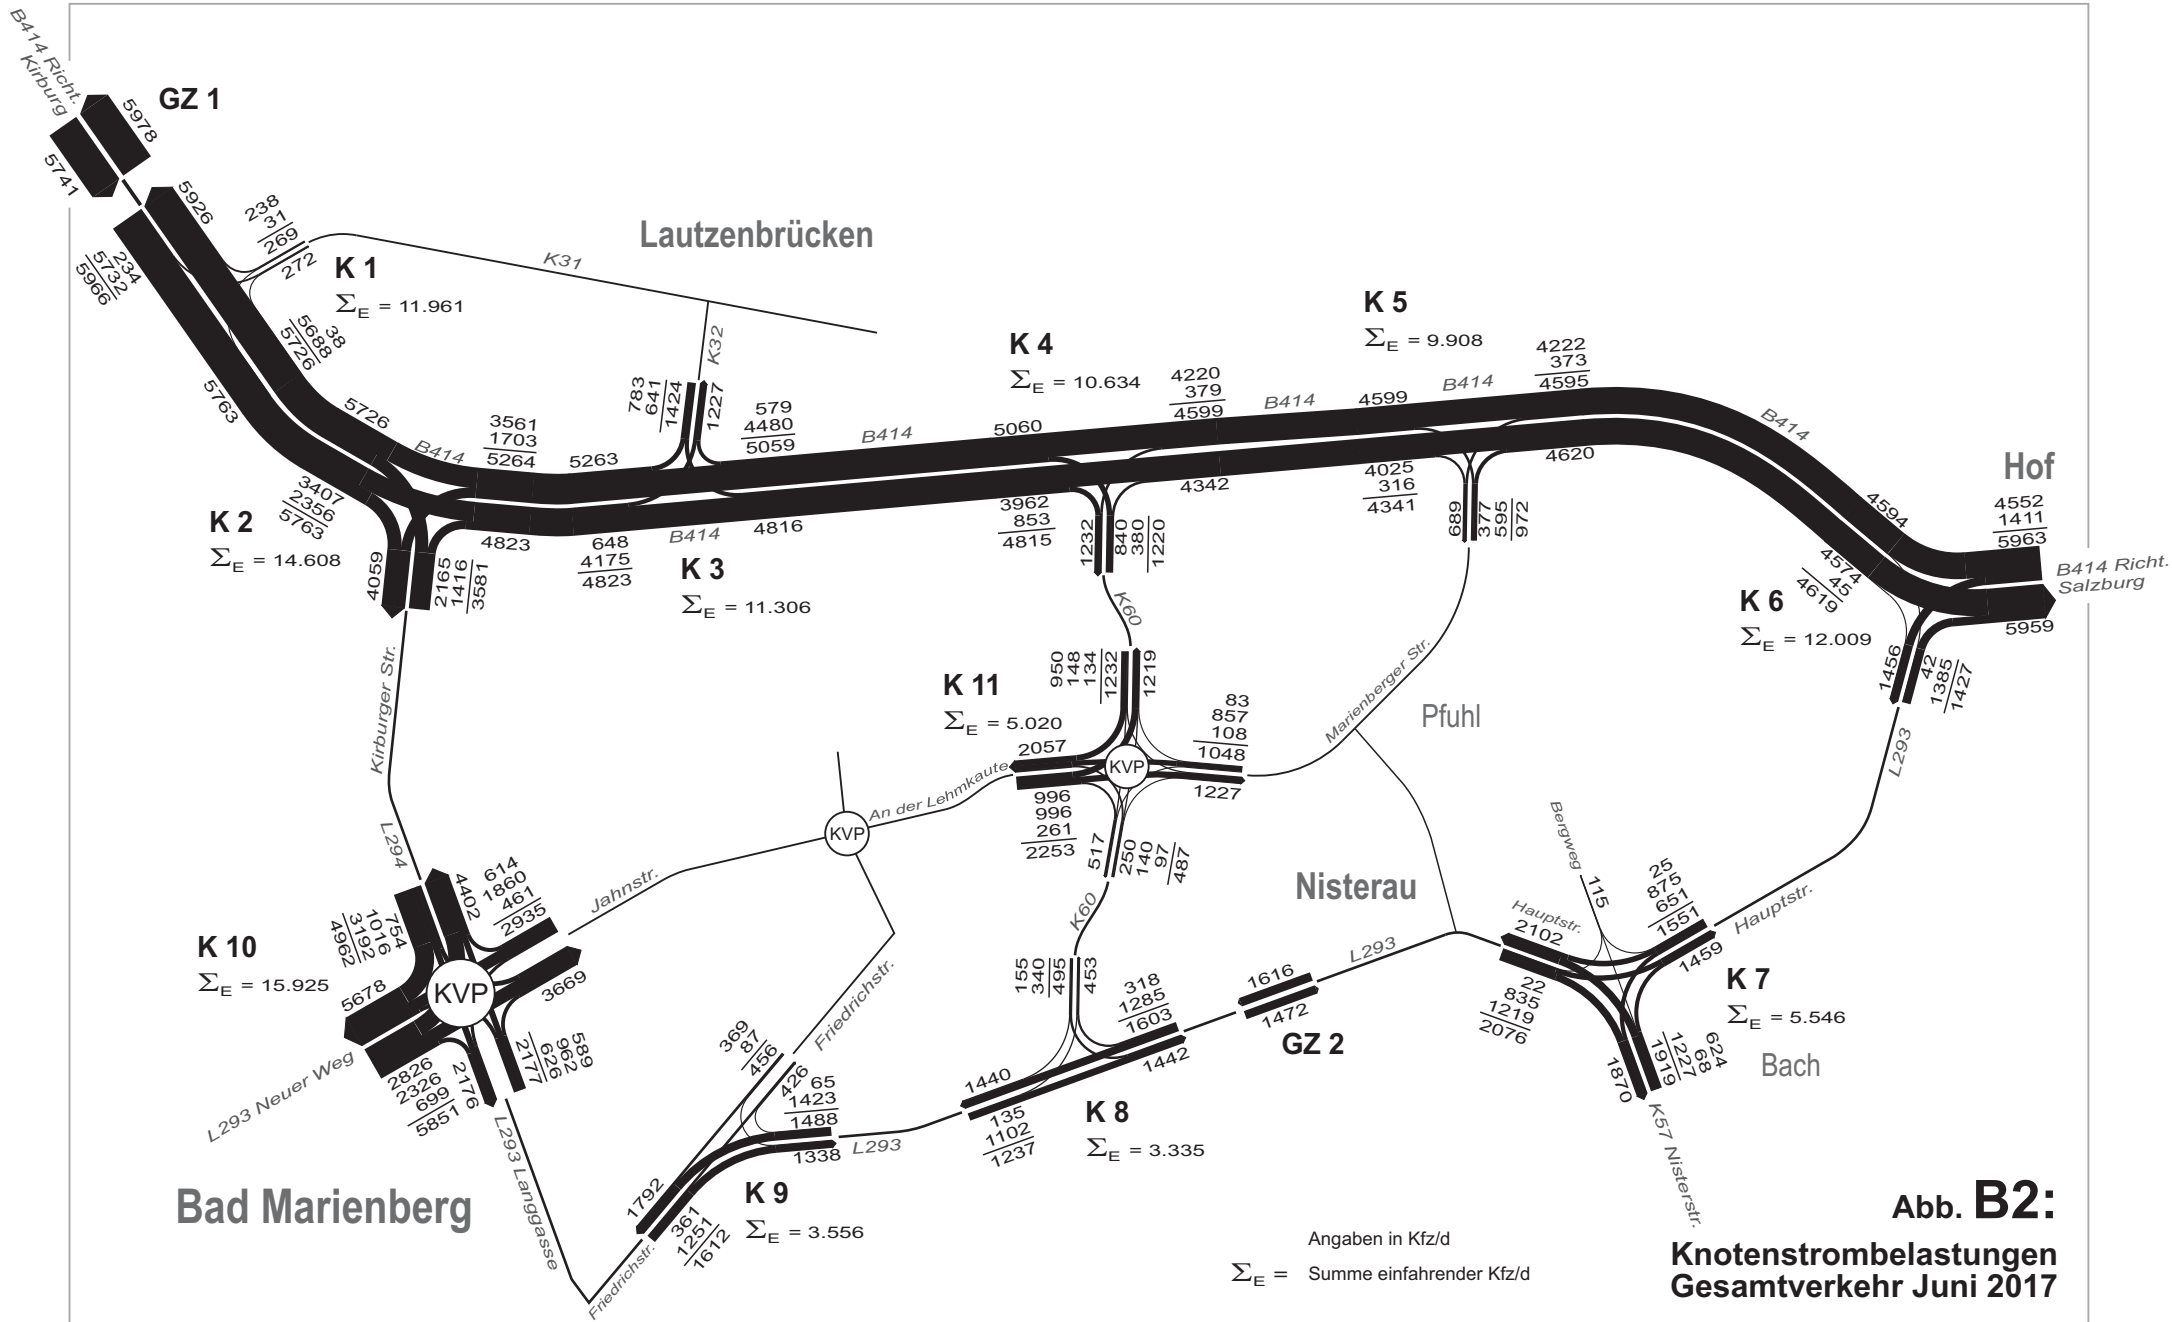 B414 Richt.
Kirburg
GZ 1
5978
5741
5926
238
31
269
272
234
5732
5966
K 1
ΣE = 11.961
38
5688
5726
5763
5726
Lautzenbrücken
K31
K32
B414
3561
1703
5264
5263
783
641
1424
1227
579
4480
5059
B414
5060
K 4
ΣE = 10.634
4220
379
4599
B414
K 5
ΣE = 9.908
4599
B414
4222
373
4595
B414
4594
Hof
4552
1411
5963
B414 Richt.
Salzburg
5959
3407
2356
5763
K 2
ΣE = 14.608
4059
2165
1416
3581
4823
648
4175
4823
B414
K 3
ΣE = 11.306
4816
3962
853
4815
1232
840
380
1220
4342
4025
316
4341
689
377
595
972
4620
4574
45
4619
K 6
ΣE = 12.009
1456
42
1385
1427
L293
K60
Kirburger Str.
L294
K 11
ΣE = 5.020
950
148
134
1232
1219
2057
KVP
83
857
108
1048
1227
996
996
261
2253
517
250
140
97
487
An der Lehmkaute
KVP
Marienberger Str.
Pfuhl
Jahnstr.
K60
Nisterau
Bergweg
115
Hauptstr.
2102
25
875
651
1551
1459
Hauptstr.
K 7
ΣE = 5.546
22
835
1219
2076
1870
624
68
1227
1919
Bach
K57 Nisterstr.
K 10
ΣE = 15.925
754
1016
3192
4962
4402
614
1860
461
2935
KVP
5678
3669
2826
2326
699
5851
2176
589
962
626
2177
L293 Neuer Weg
L293 Langgasse
Bad Marienberg
Friedrichstr.
369
87
456
426
65
1423
1488
1338
L293
1792
361
1251
1612
K 9
ΣE = 3.556
Friedrichstr.
155
340
495
453
318
1285
1603
1442
1440
135
1102
1237
K 8
ΣE = 3.335
1616
1472
GZ 2
L293
Angaben in Kfz/d
ΣE = Summe einfahrender Kfz/d
Abb. B2:
Knotenstrombelastungen
Gesamtverkehr Juni 2017